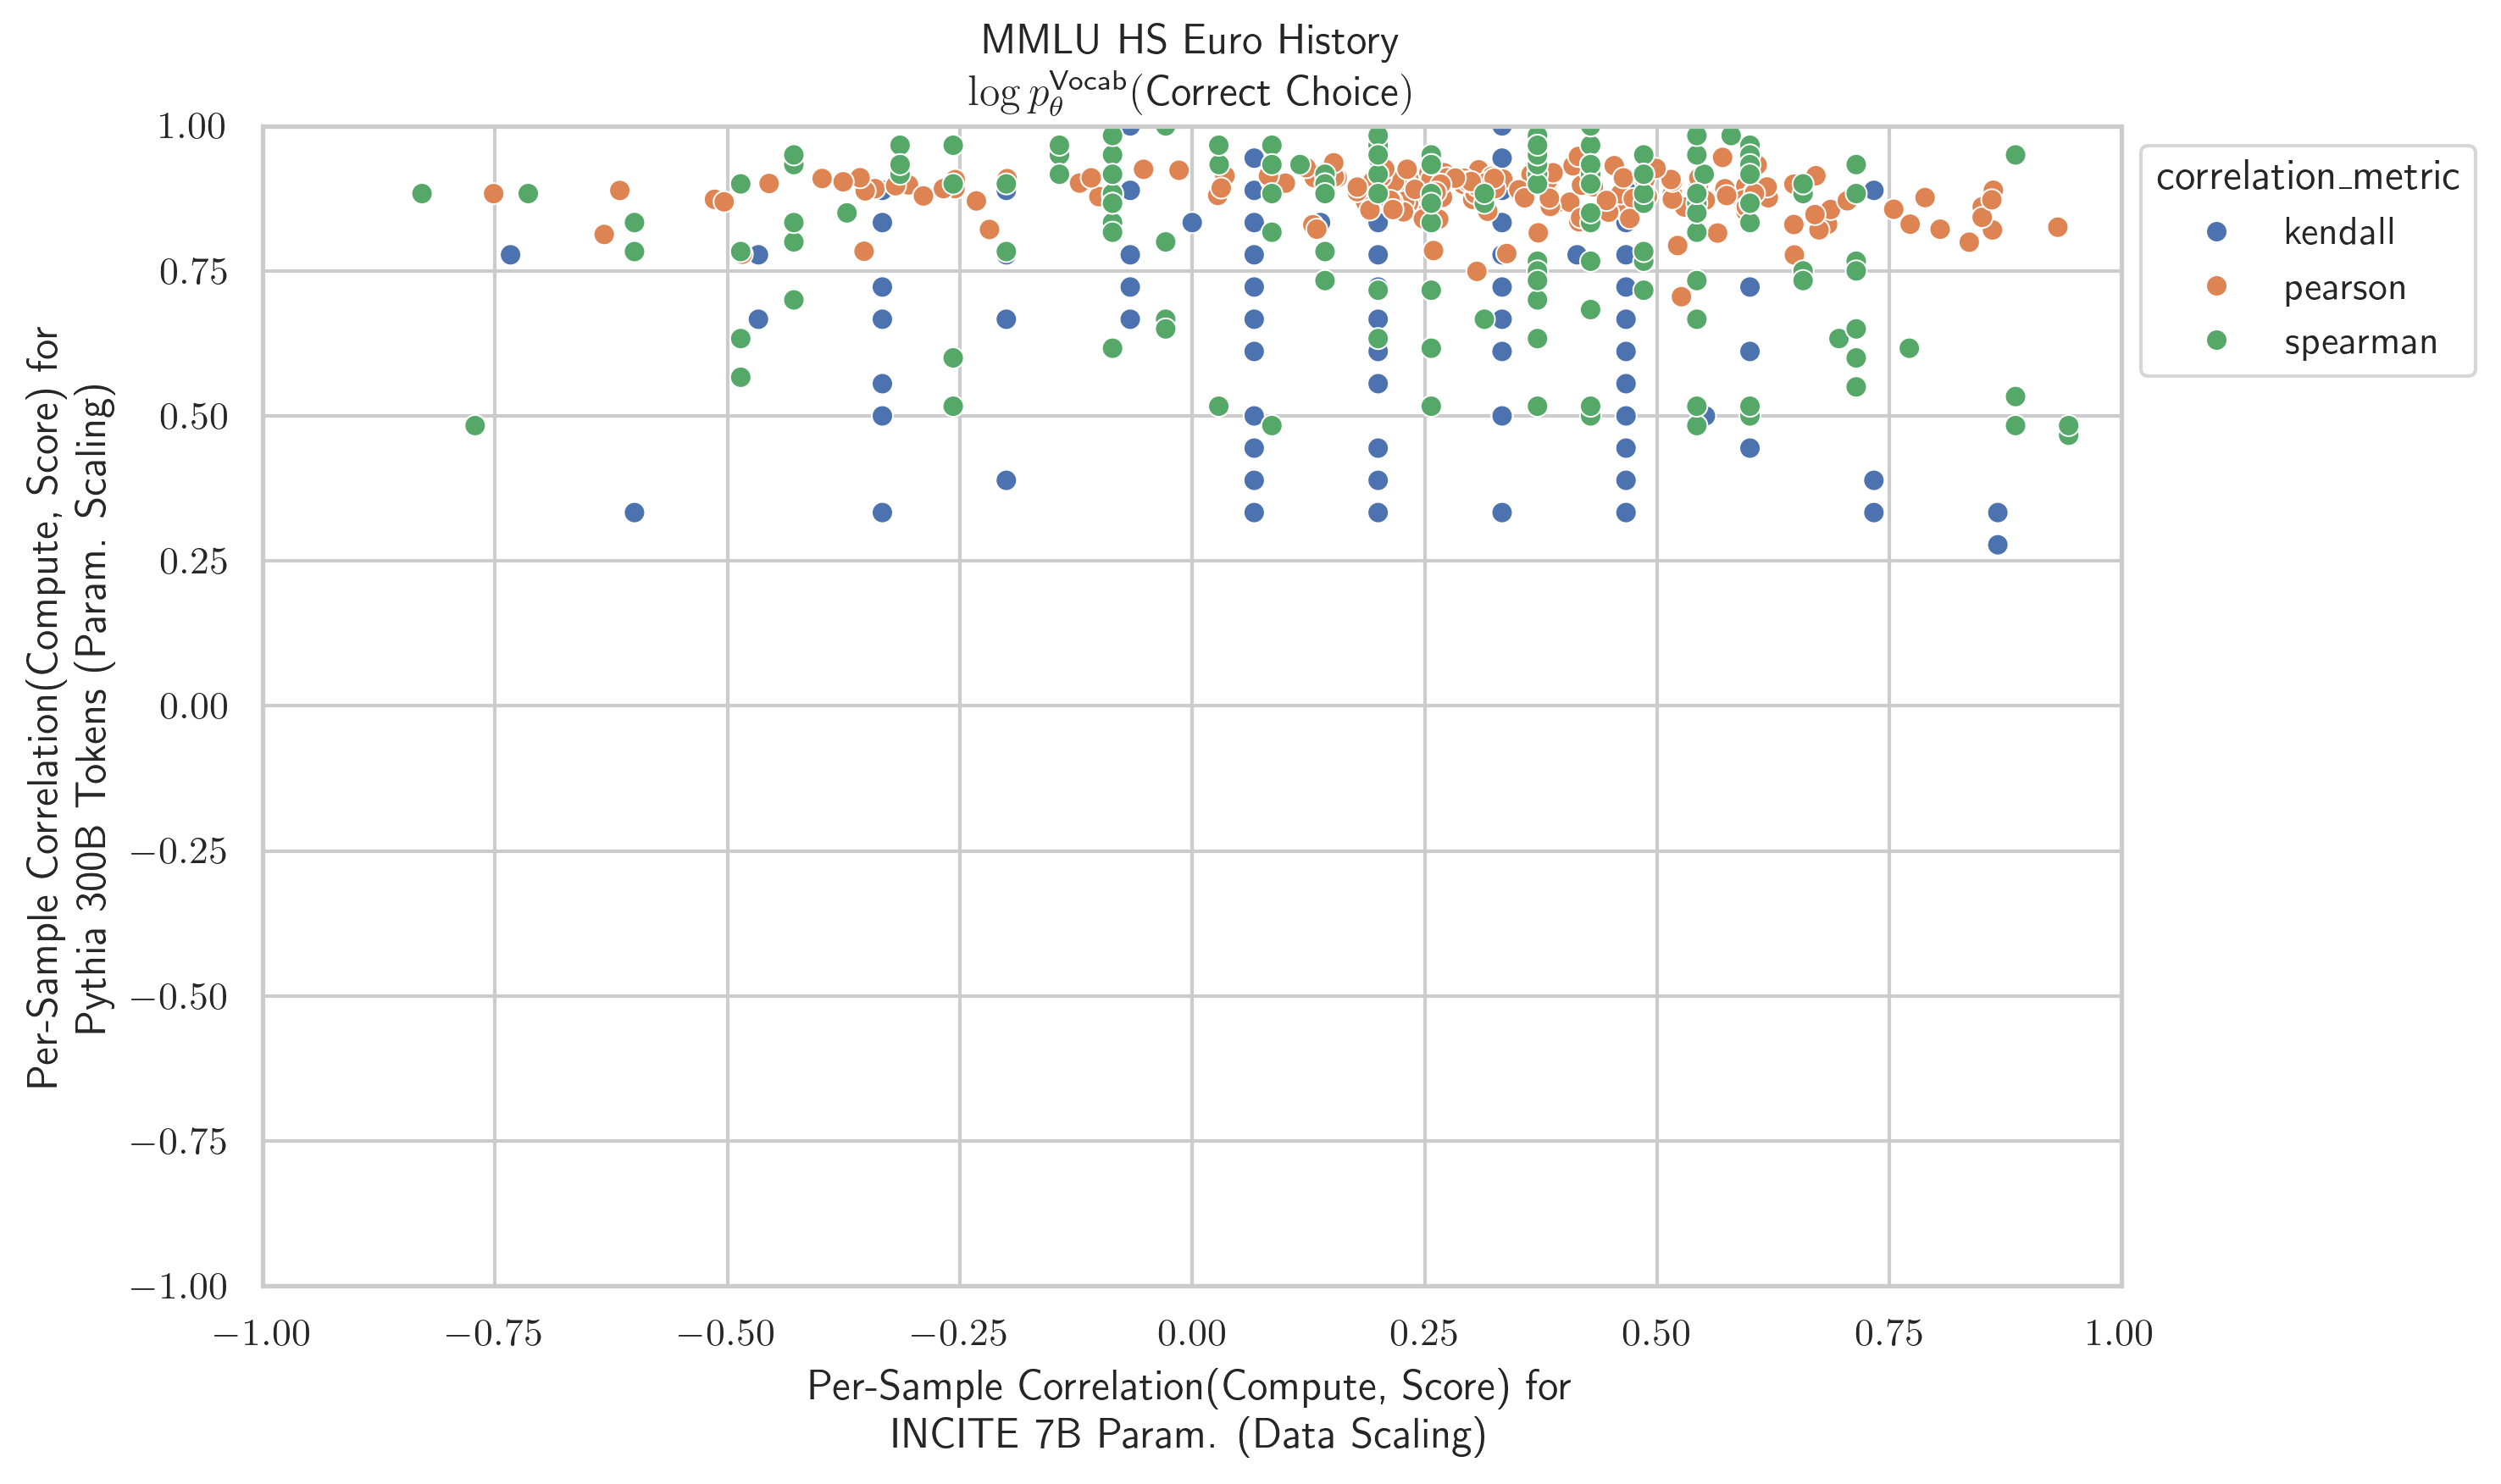 MMLU HS Euro History
log p_θ^Vocab(Correct Choice)
Per-Sample Correlation(Compute, Score) for
Pythia 300B Tokens (Param. Scaling)
1.00
0.75
0.50
0.25
0.00
−0.25
−0.50
−0.75
−1.00
−1.00 −0.75 −0.50 −0.25 0.00 0.25 0.50 0.75 1.00
Per-Sample Correlation(Compute, Score) for
INCITE 7B Param. (Data Scaling)
correlation_metric
kendall
pearson
spearman